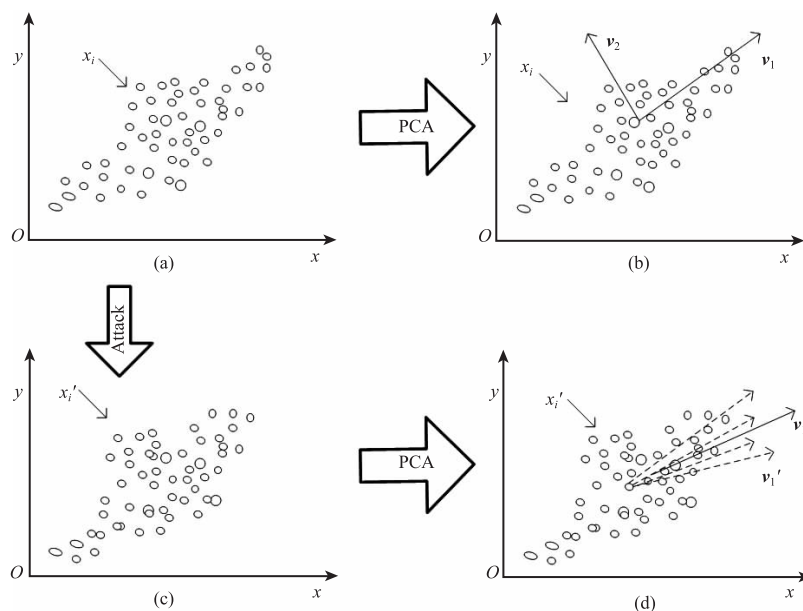 y
x_i
O
x
(a)
PCA
y
v_2
x_i
v_1
O
x
(b)
Attack
y
x_i'
O
x
(c)
PCA
y
x_i'
v
v_1'
O
x
(d)